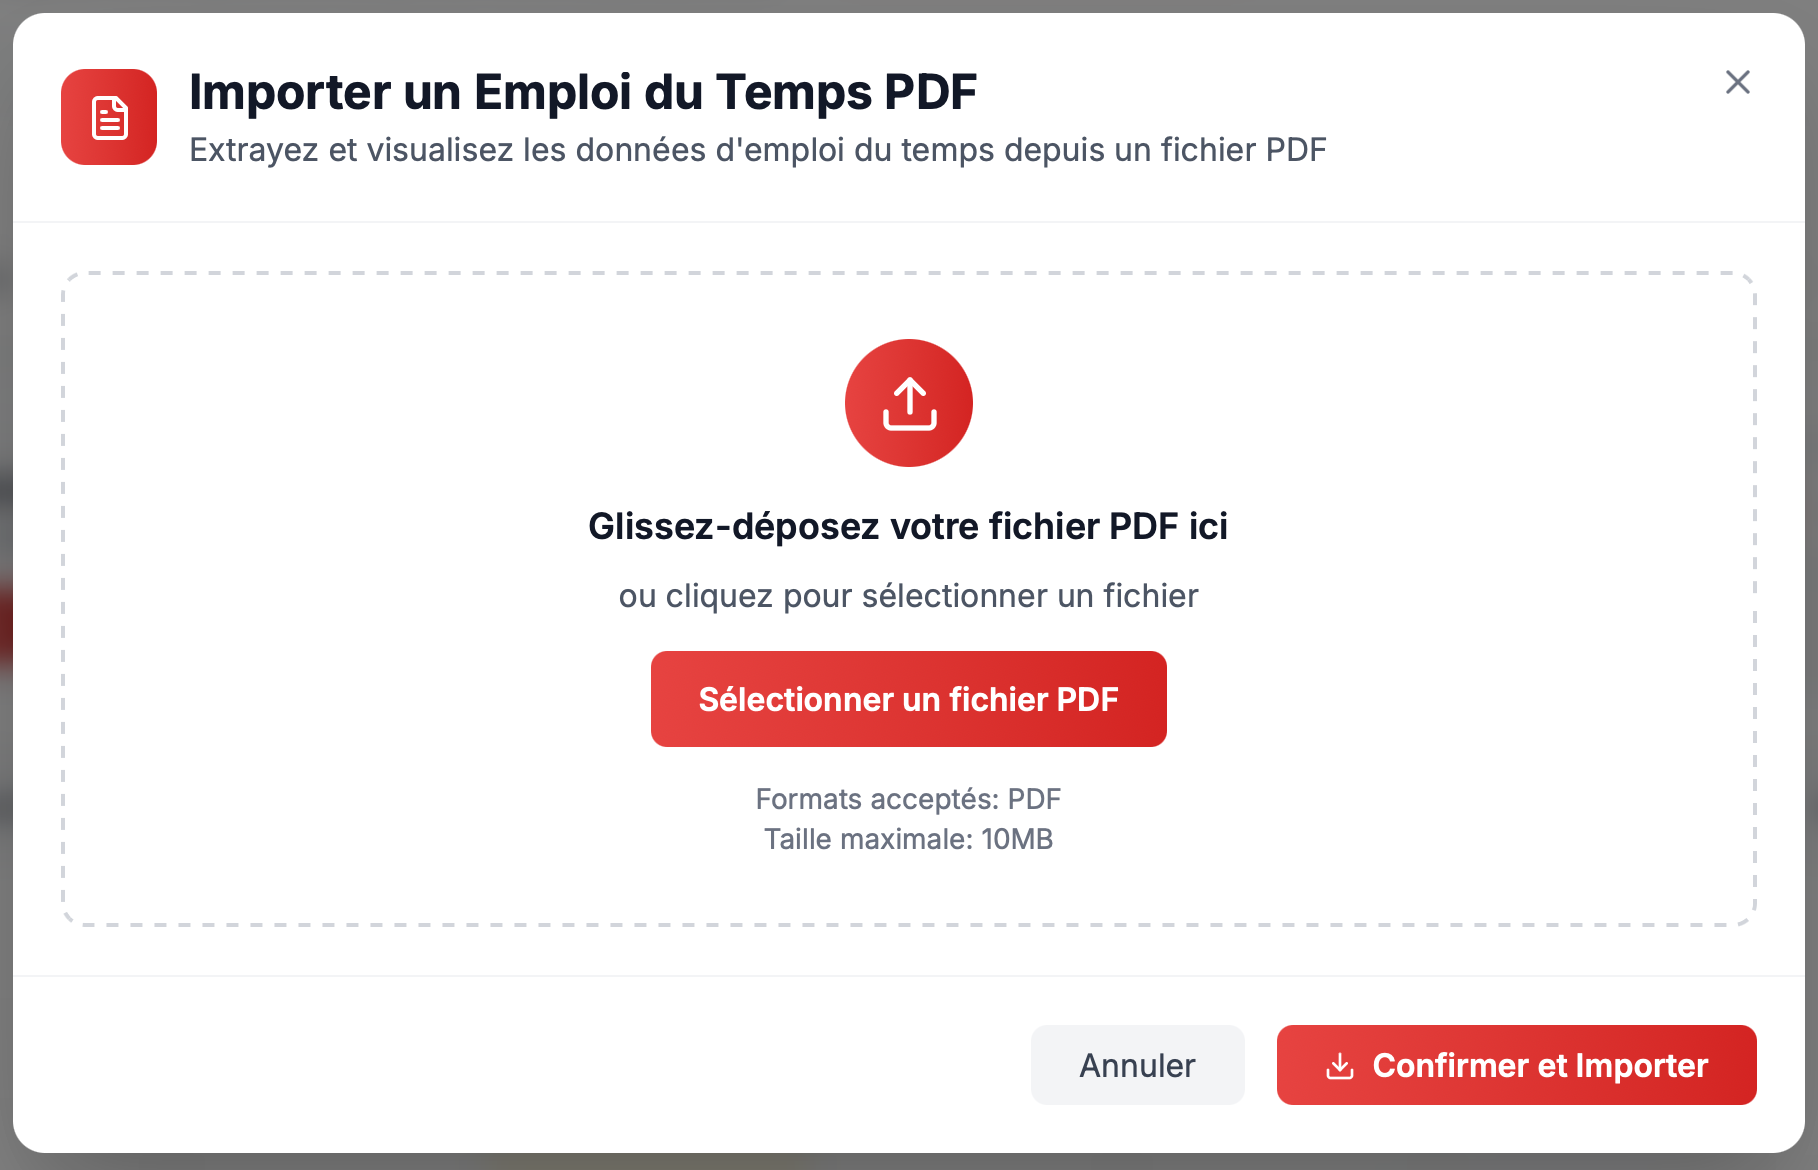 Importer un Emploi du Temps PDF
Extrayez et visualisez les données d'emploi du temps depuis un fichier PDF
Glissez-déposez votre fichier PDF ici
ou cliquez pour sélectionner un fichier
Sélectionner un fichier PDF
Formats acceptés: PDF
Taille maximale: 10MB
Annuler
Confirmer et Importer